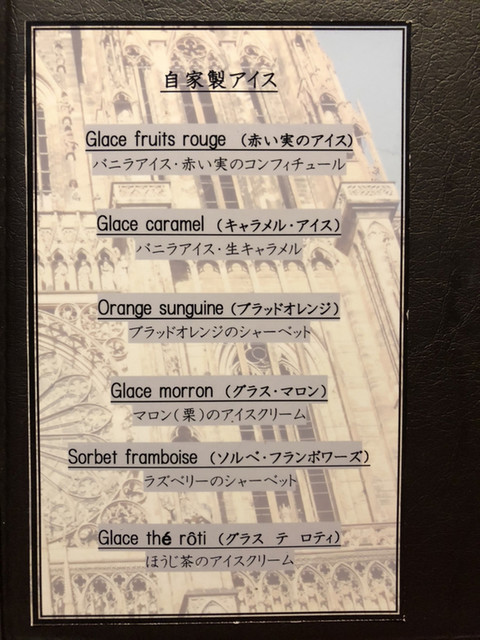 自家製アイス
Glace fruits rouge （赤い実のアイス）
バニラアイス・赤い実のコンフィチュール
Glace caramel （キャラメル・アイス）
バニラアイス・生キャラメル
Orange sunguine （ブラッドオレンジ）
ブラッドオレンジのシャーベット
Glace morron （グラス・マロン）
マロン（栗）のアイスクリーム
Sorbet framboise （ソルベ・フランボワーズ）
ラズベリーのシャーベット
Glace thé rôti （グラス テ ロティ）
ほうじ茶のアイスクリーム